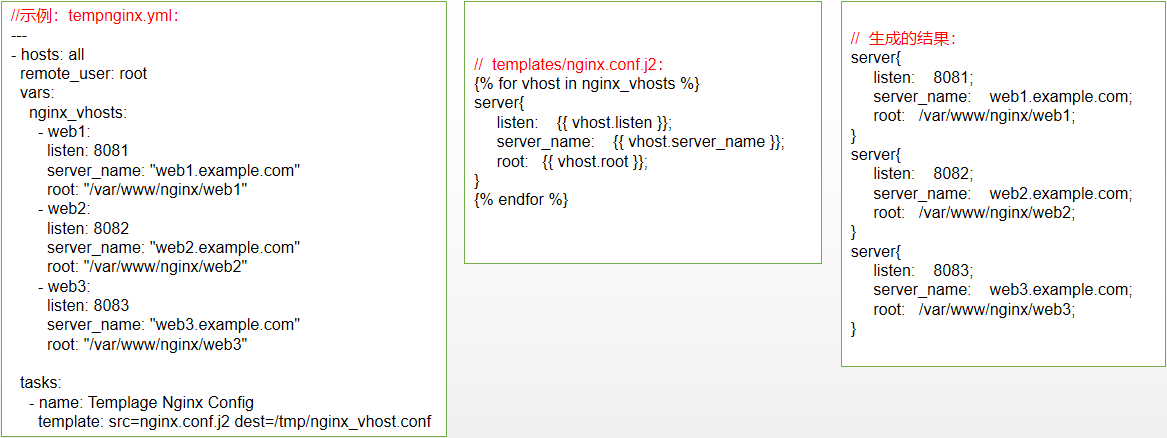 //示例：tempnginx.yml：
---
- hosts: all
remote_user: root
vars:
nginx_vhosts:
- web1:
listen: 8081
server_name: "web1.example.com"
root: "/var/www/nginx/web1"
- web2:
listen: 8082
server_name: "web2.example.com"
root: "/var/www/nginx/web2"
- web3:
listen: 8083
server_name: "web3.example.com"
root: "/var/www/nginx/web3"
tasks:
- name: Templage Nginx Config
template: src=nginx.conf.j2 dest=/tmp/nginx_vhost.conf
// templates/nginx.conf.j2：
{% for vhost in nginx_vhosts %}
server{
listen: {{ vhost.listen }};
server_name: {{ vhost.server_name }};
root: {{ vhost.root }};
}
{% endfor %}
// 生成的结果：
server{
listen: 8081;
server_name: web1.example.com;
root: /var/www/nginx/web1;
}
server{
listen: 8082;
server_name: web2.example.com;
root: /var/www/nginx/web2;
}
server{
listen: 8083;
server_name: web3.example.com;
root: /var/www/nginx/web3;
}